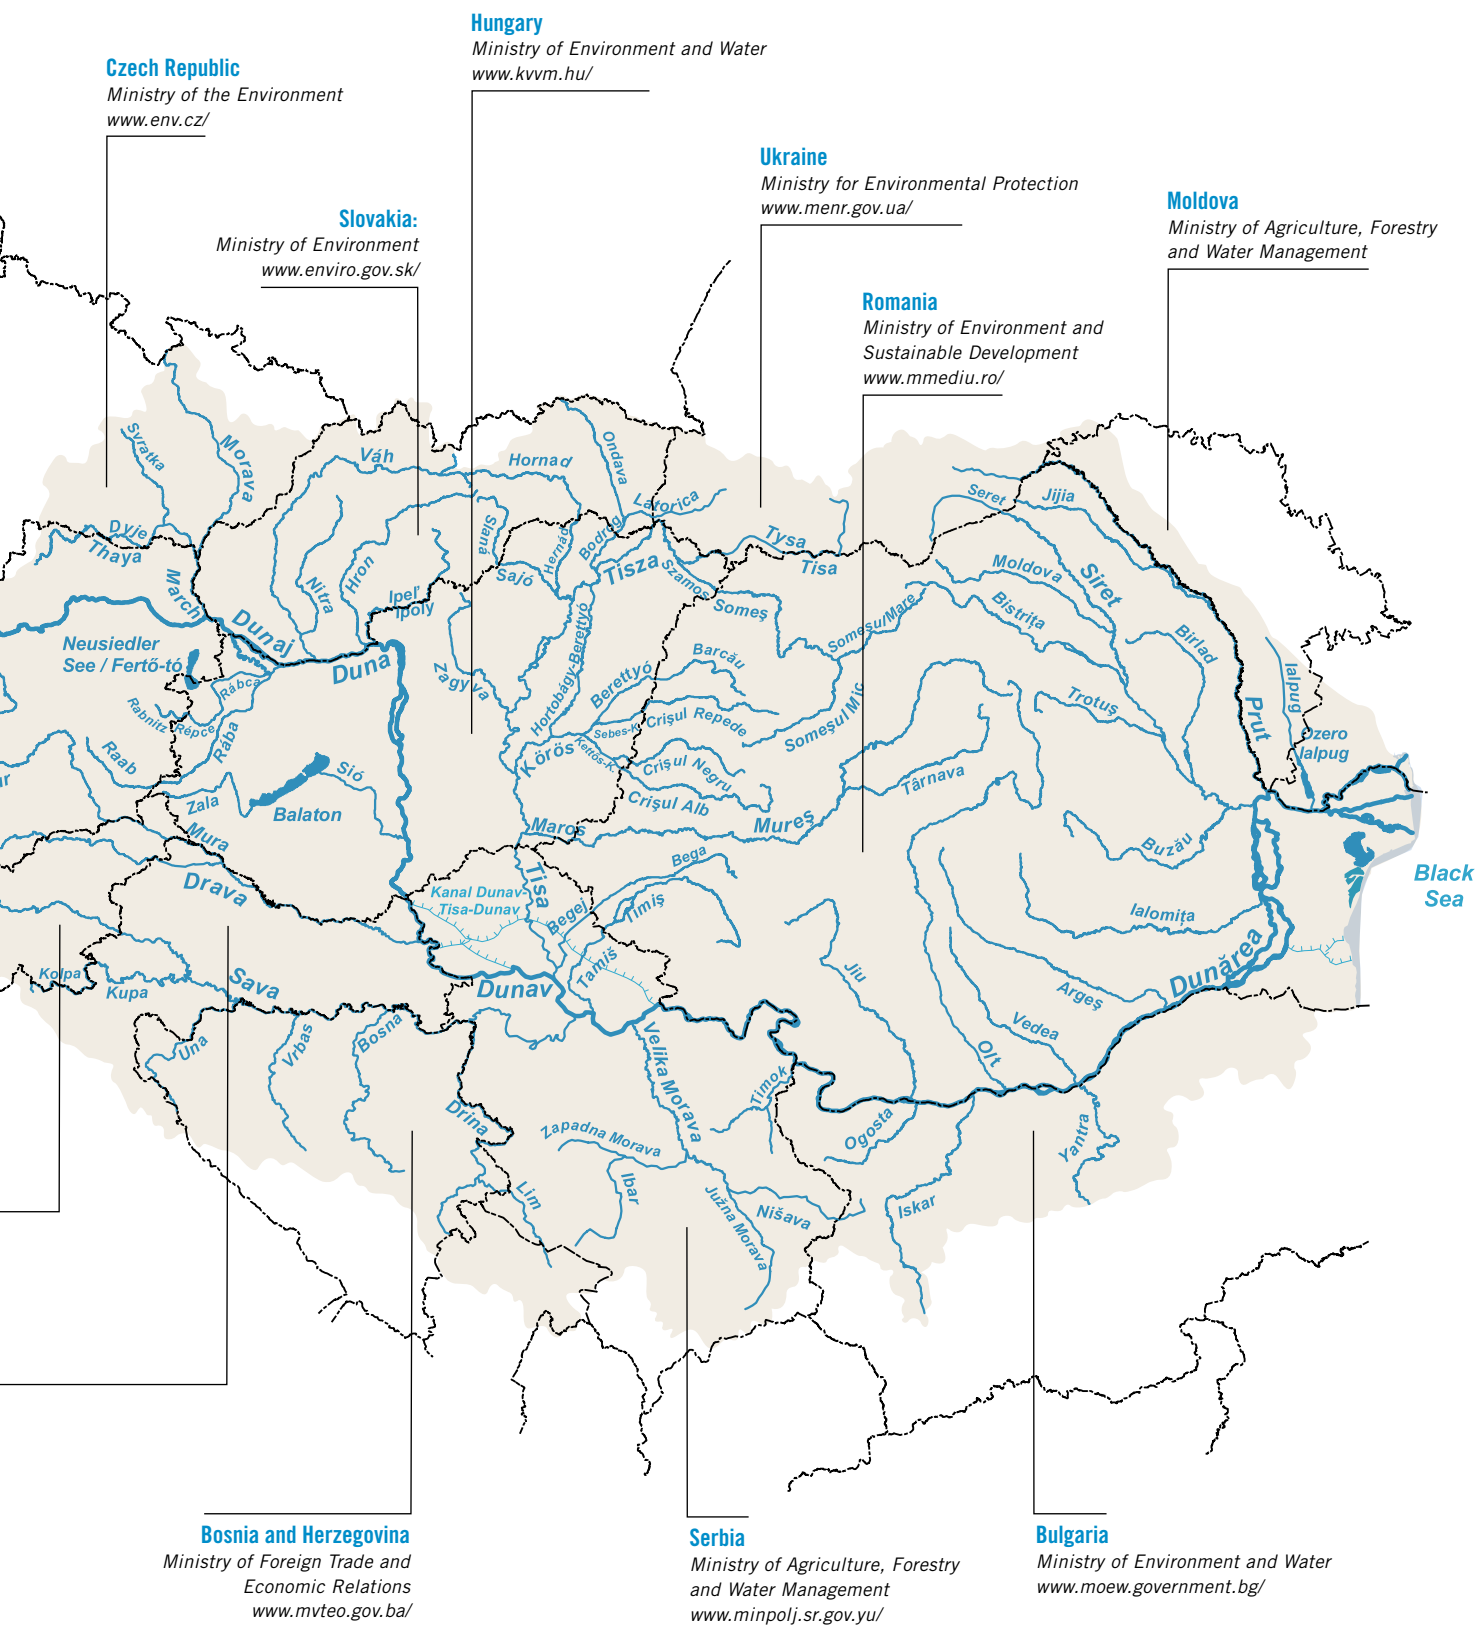 Hungary
Ministry of Environment and Water
www.kvvm.hu/
Czech Republic
Ministry of the Environment
www.env.cz/
Ukraine
Ministry for Environmental Protection
www.menr.gov.ua/
Moldova
Ministry of Agriculture, Forestry
and Water Management
Slovakia:
Ministry of Environment
www.enviro.gov.sk/
Romania
Ministry of Environment and
Sustainable Development
www.mmediu.ro/
Svratka
Morava
Váh
Hornad
Ondava
Latorica
Seret
Jijia
Dyje
Thaya
Slaná
Hernád
Bodrog
Tysa
Tisa
March
Nitra
Hron
Ipel'
Ipoly
Sajó
Tisza
Szamos
Someş
Moldova
Siret
Bistriţa
Someşu/Mare
Birlad
Dunaj
Duna
Neusiedler
See / Fertő-tó
Rábca
Rabnitz
Répce
Rába
Raab
Zagyva
Hortobágy-Berettyó
Berettyó
Barcău
Sebes-K.
Crişul Repede
Someşu/Mic
Trotuş
Prut
Ialpug
Ozero
Ialpug
Körös
Kettős-K.
Crişul Negru
Crişul Alb
Târnava
Sió
Zala
Balaton
Mura
Maros
Mureş
Buzău
Drava
Kanal Dunav-
Tisa-Dunav
Tisa
Bega
Begej
Timiş
Tamiš
Ialomiţa
Black
Sea
Dunărea
Kolpa
Kupa
Sava
Dunav
Jiu
Argeş
Vedea
Olt
Una
Vrbas
Bosna
Drina
Velika Morava
Timok
Zapadna Morava
Ogosta
Yantra
Ibar
Lim
Južna Morava
Nišava
Iskar
Bosnia and Herzegovina
Ministry of Foreign Trade and
Economic Relations
www.mvteo.gov.ba/
Serbia
Ministry of Agriculture, Forestry
and Water Management
www.minpolj.sr.gov.yu/
Bulgaria
Ministry of Environment and Water
www.moew.government.bg/